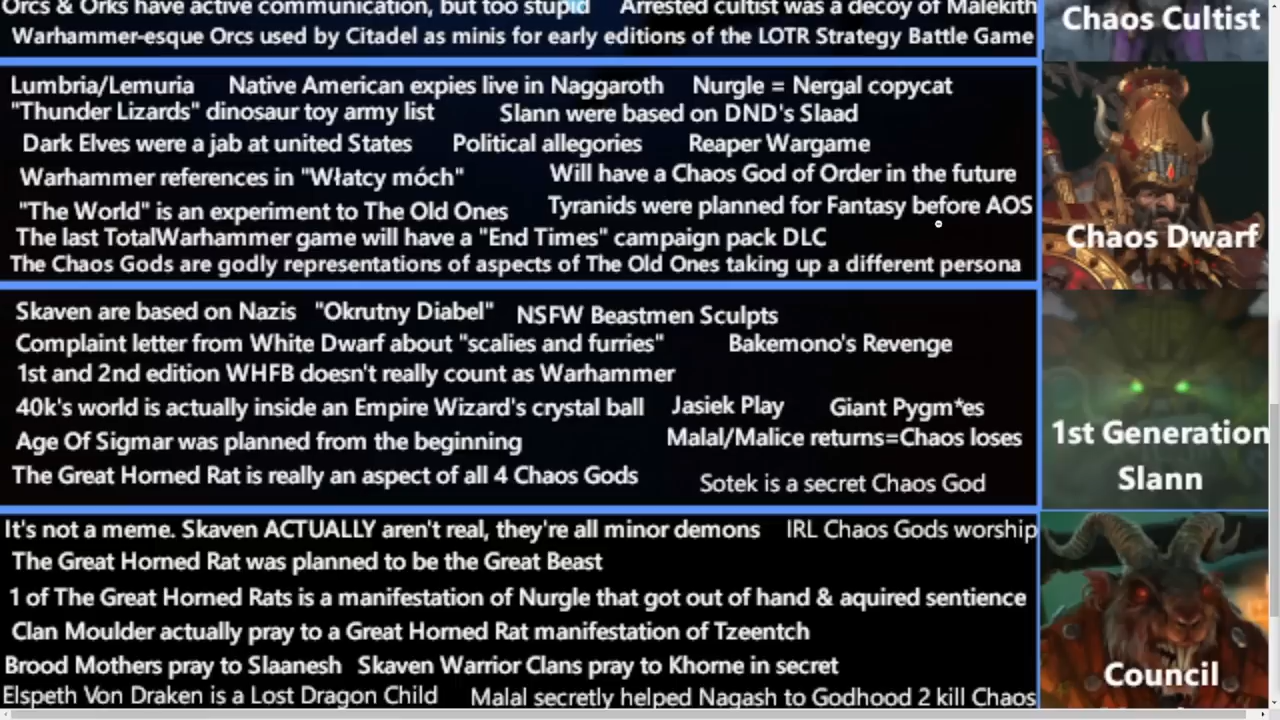 Orcs & Orks have active communication, but too stupid Arrested cultist was a decoy of Malekith
Warhammer-esque Orcs used by Citadel as minis for early editions of the LOTR Strategy Battle Game
Chaos Cultist
Lumbria/Lemuria Native American expies live in Naggaroth Nurgle = Nergal copycat
"Thunder Lizards" dinosaur toy army list Slann were based on DND's Slaad
Dark Elves were a jab at united States Political allegories Reaper Wargame
Warhammer references in "Włatcy móch" Will have a Chaos God of Order in the future
"The World" is an experiment to The Old Ones Tyranids were planned for Fantasy before AOS
The last TotalWarhammer game will have a "End Times" campaign pack DLC
The Chaos Gods are godly representations of aspects of The Old Ones taking up a different persona
Chaos Dwarf
Skaven are based on Nazis "Okrutny Diabel" NSFW Beastmen Sculpts
Complaint letter from White Dwarf about "scalies and furries" Bakemono's Revenge
1st and 2nd edition WHFB doesn't really count as Warhammer
40k's world is actually inside an Empire Wizard's crystal ball Jasiek Play Giant Pygm*es
Age Of Sigmar was planned from the beginning Malal/Malice returns=Chaos loses
The Great Horned Rat is really an aspect of all 4 Chaos Gods Sotek is a secret Chaos God
1st Generation
Slann
It's not a meme. Skaven ACTUALLY aren't real, they're all minor demons IRL Chaos Gods worship
The Great Horned Rat was planned to be the Great Beast
1 of The Great Horned Rats is a manifestation of Nurgle that got out of hand & aquired sentience
Clan Moulder actually pray to a Great Horned Rat manifestation of Tzeentch
Brood Mothers pray to Slaanesh Skaven Warrior Clans pray to Khorne in secret
Elspeth Von Draken is a Lost Dragon Child Malal secretly helped Nagash to Godhood 2 kill Chaos
Council